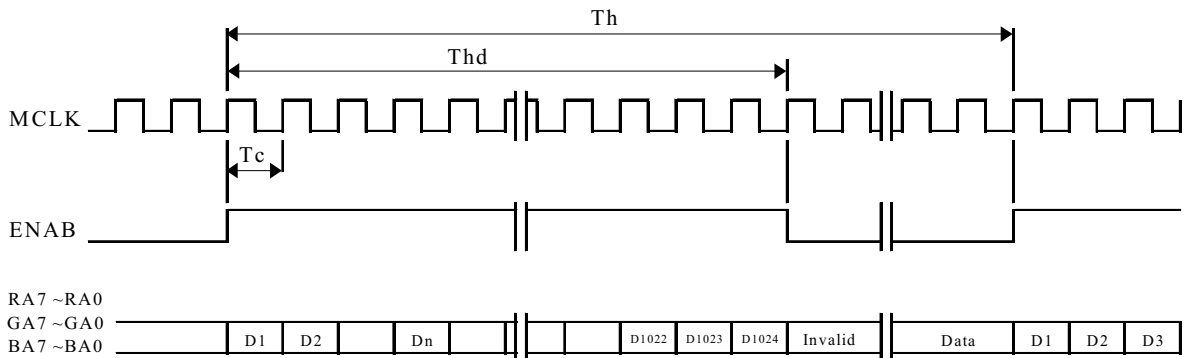 Th
Thd
MCLK
Tc
ENAB
RA7 ~RA0
GA7 ~GA0
BA7 ~BA0
D1 D2 Dn D1022 D1023 D1024 Invalid Data D1 D2 D3